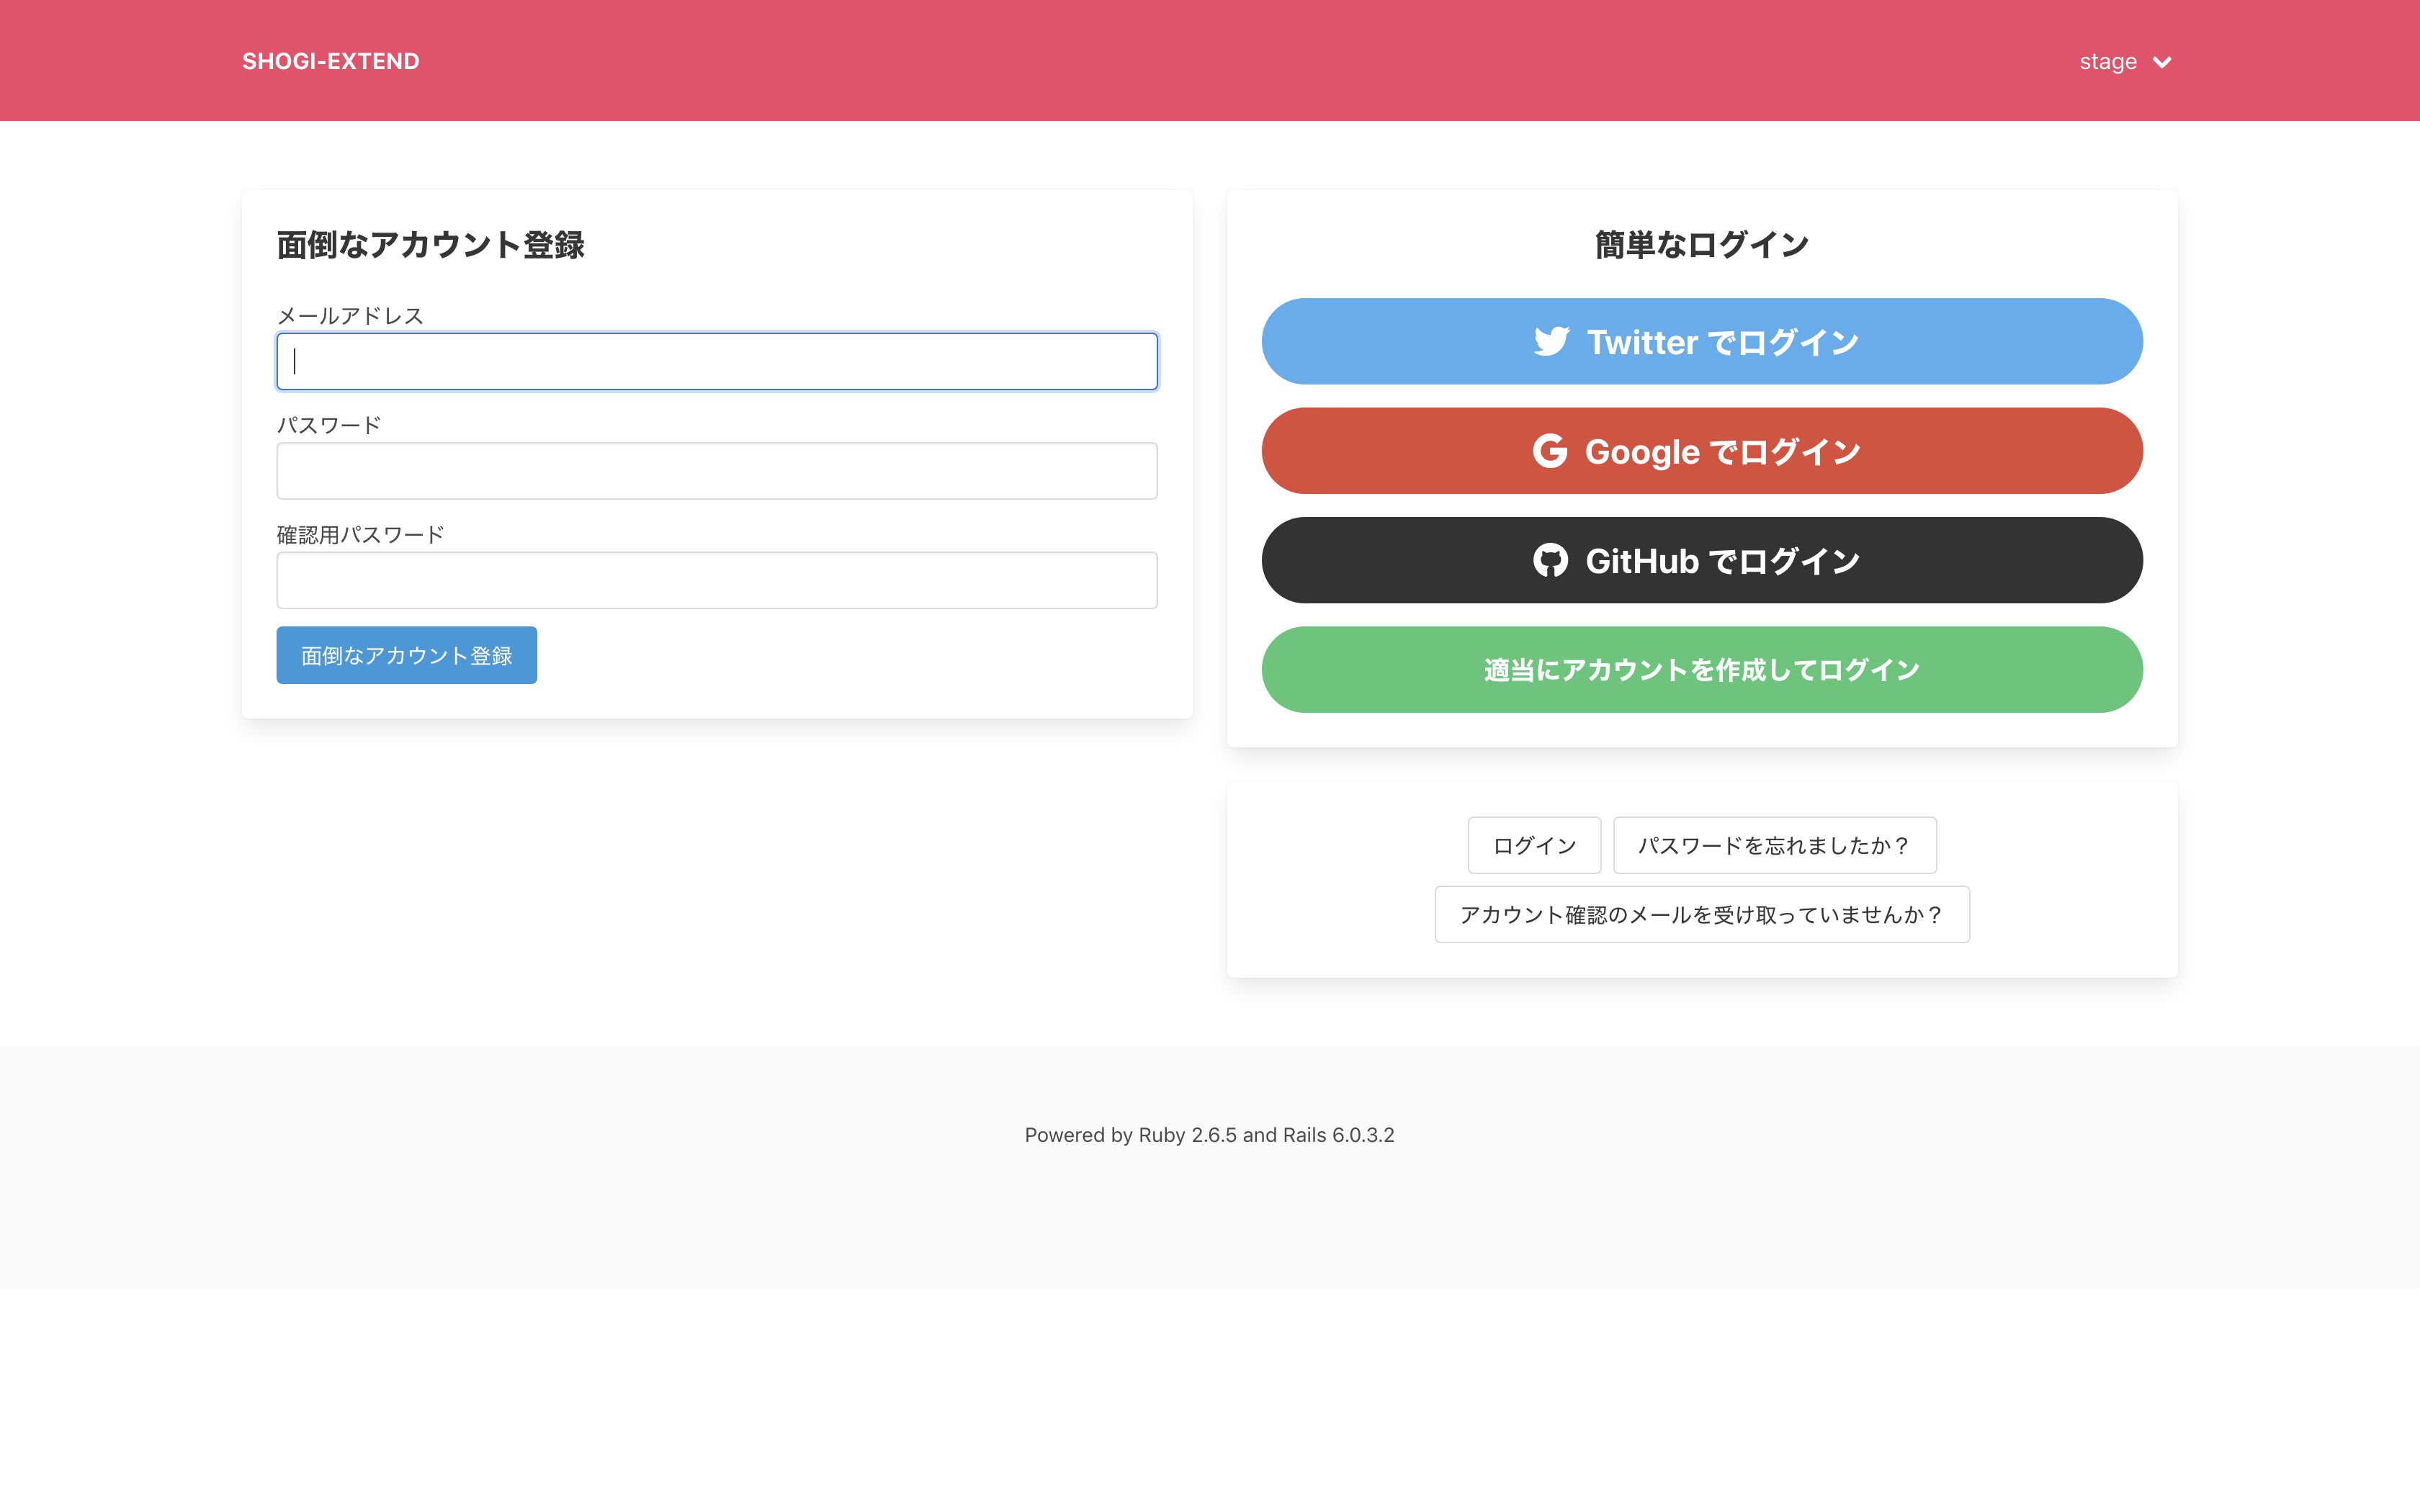 SHOGI-EXTEND
stage
面倒なアカウント登録
メールアドレス
パスワード
確認用パスワード
面倒なアカウント登録
簡単なログイン
Twitter でログイン
Google でログイン
GitHub でログイン
適当にアカウントを作成してログイン
ログイン
パスワードを忘れましたか？
アカウント確認のメールを受け取っていませんか？
Powered by Ruby 2.6.5 and Rails 6.0.3.2